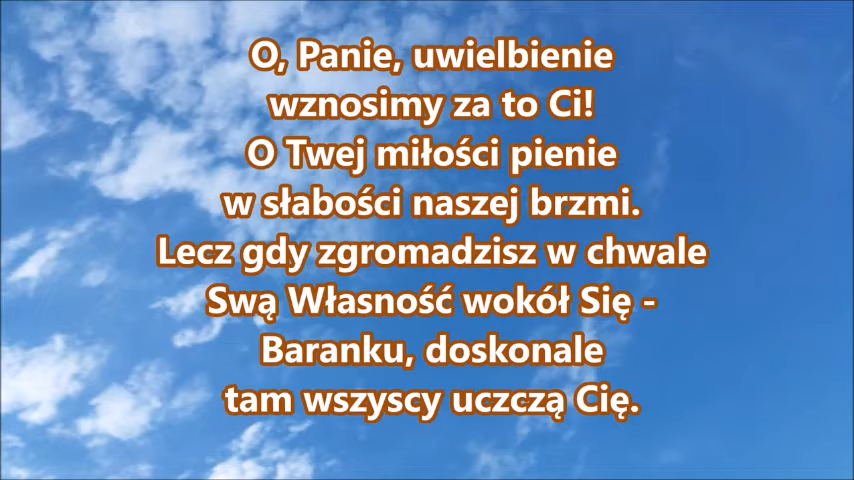 O, Panie, uwielbienie
wznosimy za to Ci!
O Twej miłości pienie
w słabości naszej brzmi.
Lecz gdy zgromadzisz w chwale
Swą Własność wokół Się -
Baranku, doskonale
tam wszyscy uczczą Cię.